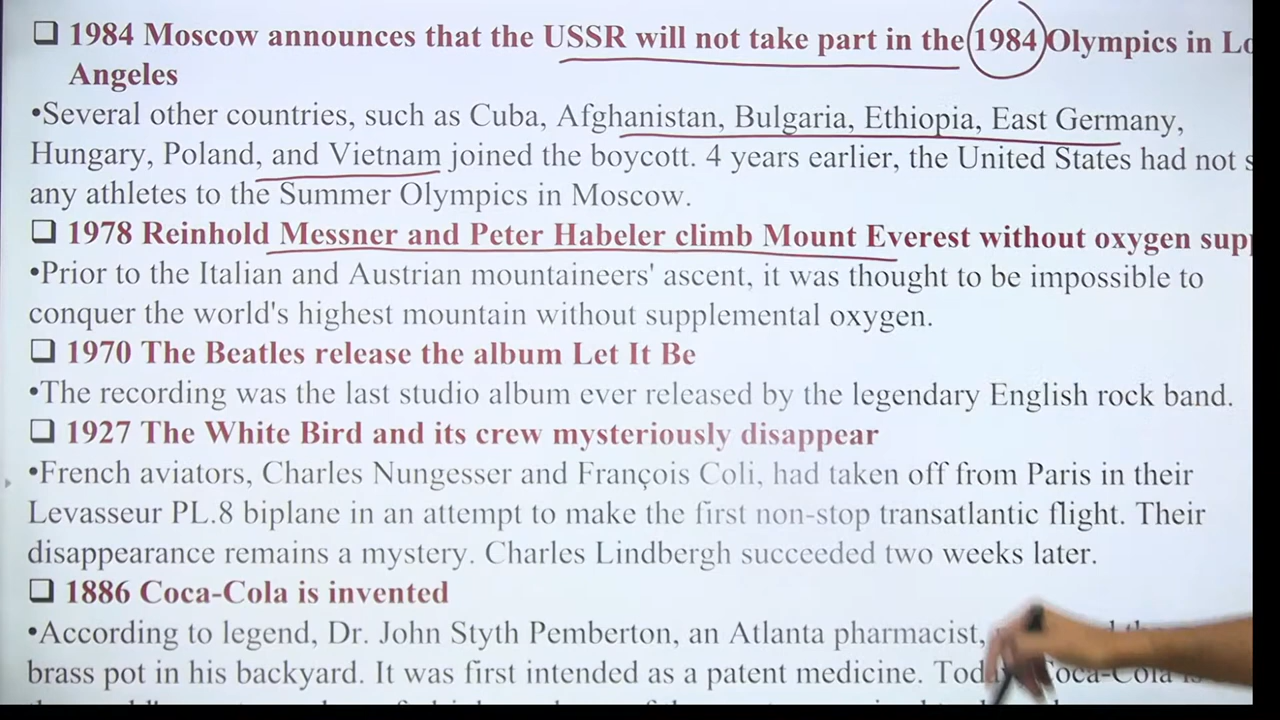 ❑ 1984 Moscow announces that the USSR will not take part in the 1984 Olympics in Lo
Angeles
•Several other countries, such as Cuba, Afghanistan, Bulgaria, Ethiopia, East Germany,
Hungary, Poland, and Vietnam joined the boycott. 4 years earlier, the United States had not s
any athletes to the Summer Olympics in Moscow.
❑ 1978 Reinhold Messner and Peter Habeler climb Mount Everest without oxygen sup
•Prior to the Italian and Austrian mountaineers' ascent, it was thought to be impossible to
conquer the world's highest mountain without supplemental oxygen.
❑ 1970 The Beatles release the album Let It Be
•The recording was the last studio album ever released by the legendary English rock band.
❑ 1927 The White Bird and its crew mysteriously disappear
•French aviators, Charles Nungesser and François Coli, had taken off from Paris in their
Levasseur PL.8 biplane in an attempt to make the first non-stop transatlantic flight. Their
disappearance remains a mystery. Charles Lindbergh succeeded two weeks later.
❑ 1886 Coca-Cola is invented
•According to legend, Dr. John Styth Pemberton, an Atlanta pharmacist,
brass pot in his backyard. It was first intended as a patent medicine. Coca-Cola is